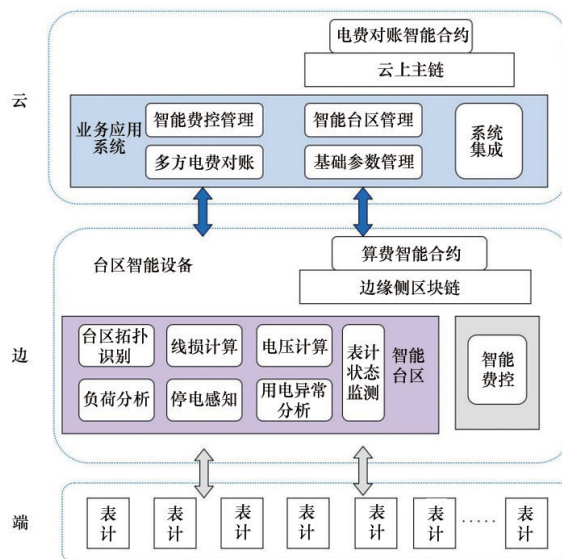 电费对账智能合约
云上主链
云
业务应用
系统
智能费控管理
智能台区管理
系统
集成
多方电费对账
基础参数管理
台区智能设备
算费智能合约
边缘侧区块链
边
台区拓扑
识别
线损计算
电压计算
表计
状态
监测
智能
台区
智能
费控
负荷分析
停电感知
用电异常
分析
端
表
计
表
计
表
计
表
计
表
计
表
计
·····
表
计